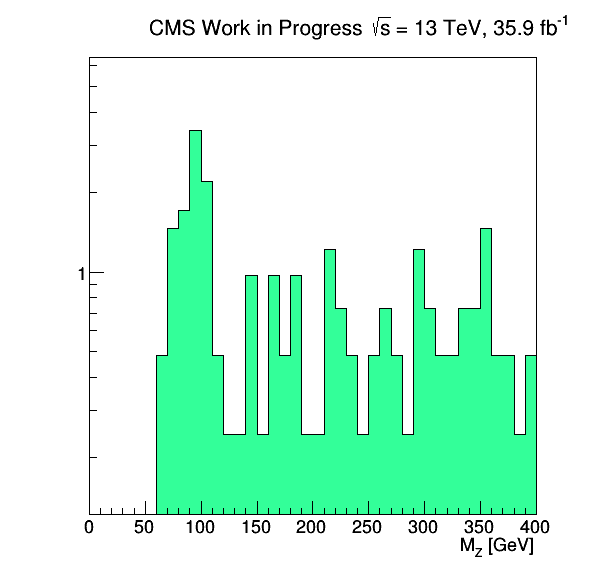 CMS Work in Progress √s = 13 TeV, 35.9 fb⁻¹
1
0 50 100 150 200 250 300 350 400
M_Z [GeV]